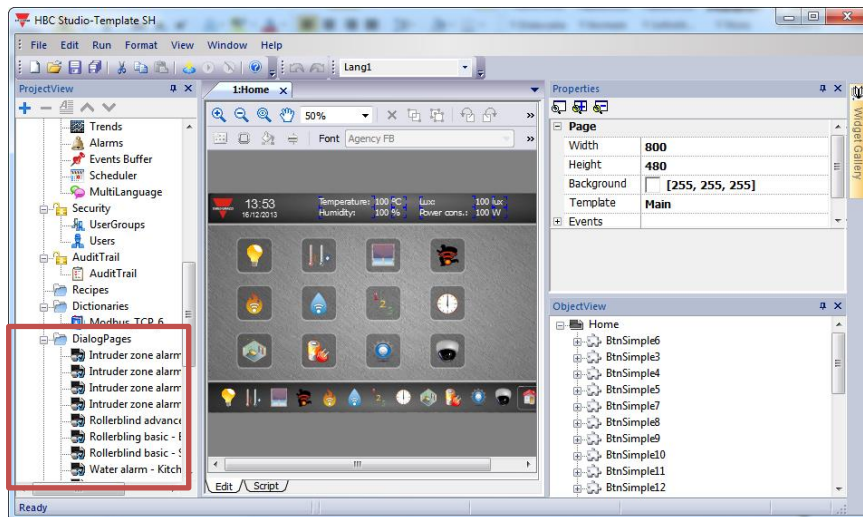 HBC Studio-Template SH
File Edit Run Format View Window Help
Lang1
ProjectView
Trends
Alarms
Events Buffer
Scheduler
MultiLanguage
Security
UserGroups
Users
AuditTrail
AuditTrail
Recipes
Dictionaries
Modbus_TCP_6
DialogPages
Intruder zone alarm
Intruder zone alarm
Intruder zone alarm
Intruder zone alarm
Rollerblind advance
Rollerbling basic - E
Rollerblind basic - S
Water alarm - Kitch
1:Home x
50%
Font Agency FB
13:53
16/12/2013
Temperature: 100 ºC Lux: 100 lux
Humidity: 100 % Power cons.: 100 W
Edit Script
Properties
Page
Width 800
Height 480
Background [255, 255, 255]
Template Main
Events
ObjectView
Home
BtnSimple6
BtnSimple3
BtnSimple4
BtnSimple5
BtnSimple7
BtnSimple8
BtnSimple9
BtnSimple10
BtnSimple11
BtnSimple12
Widget Gallery
Ready